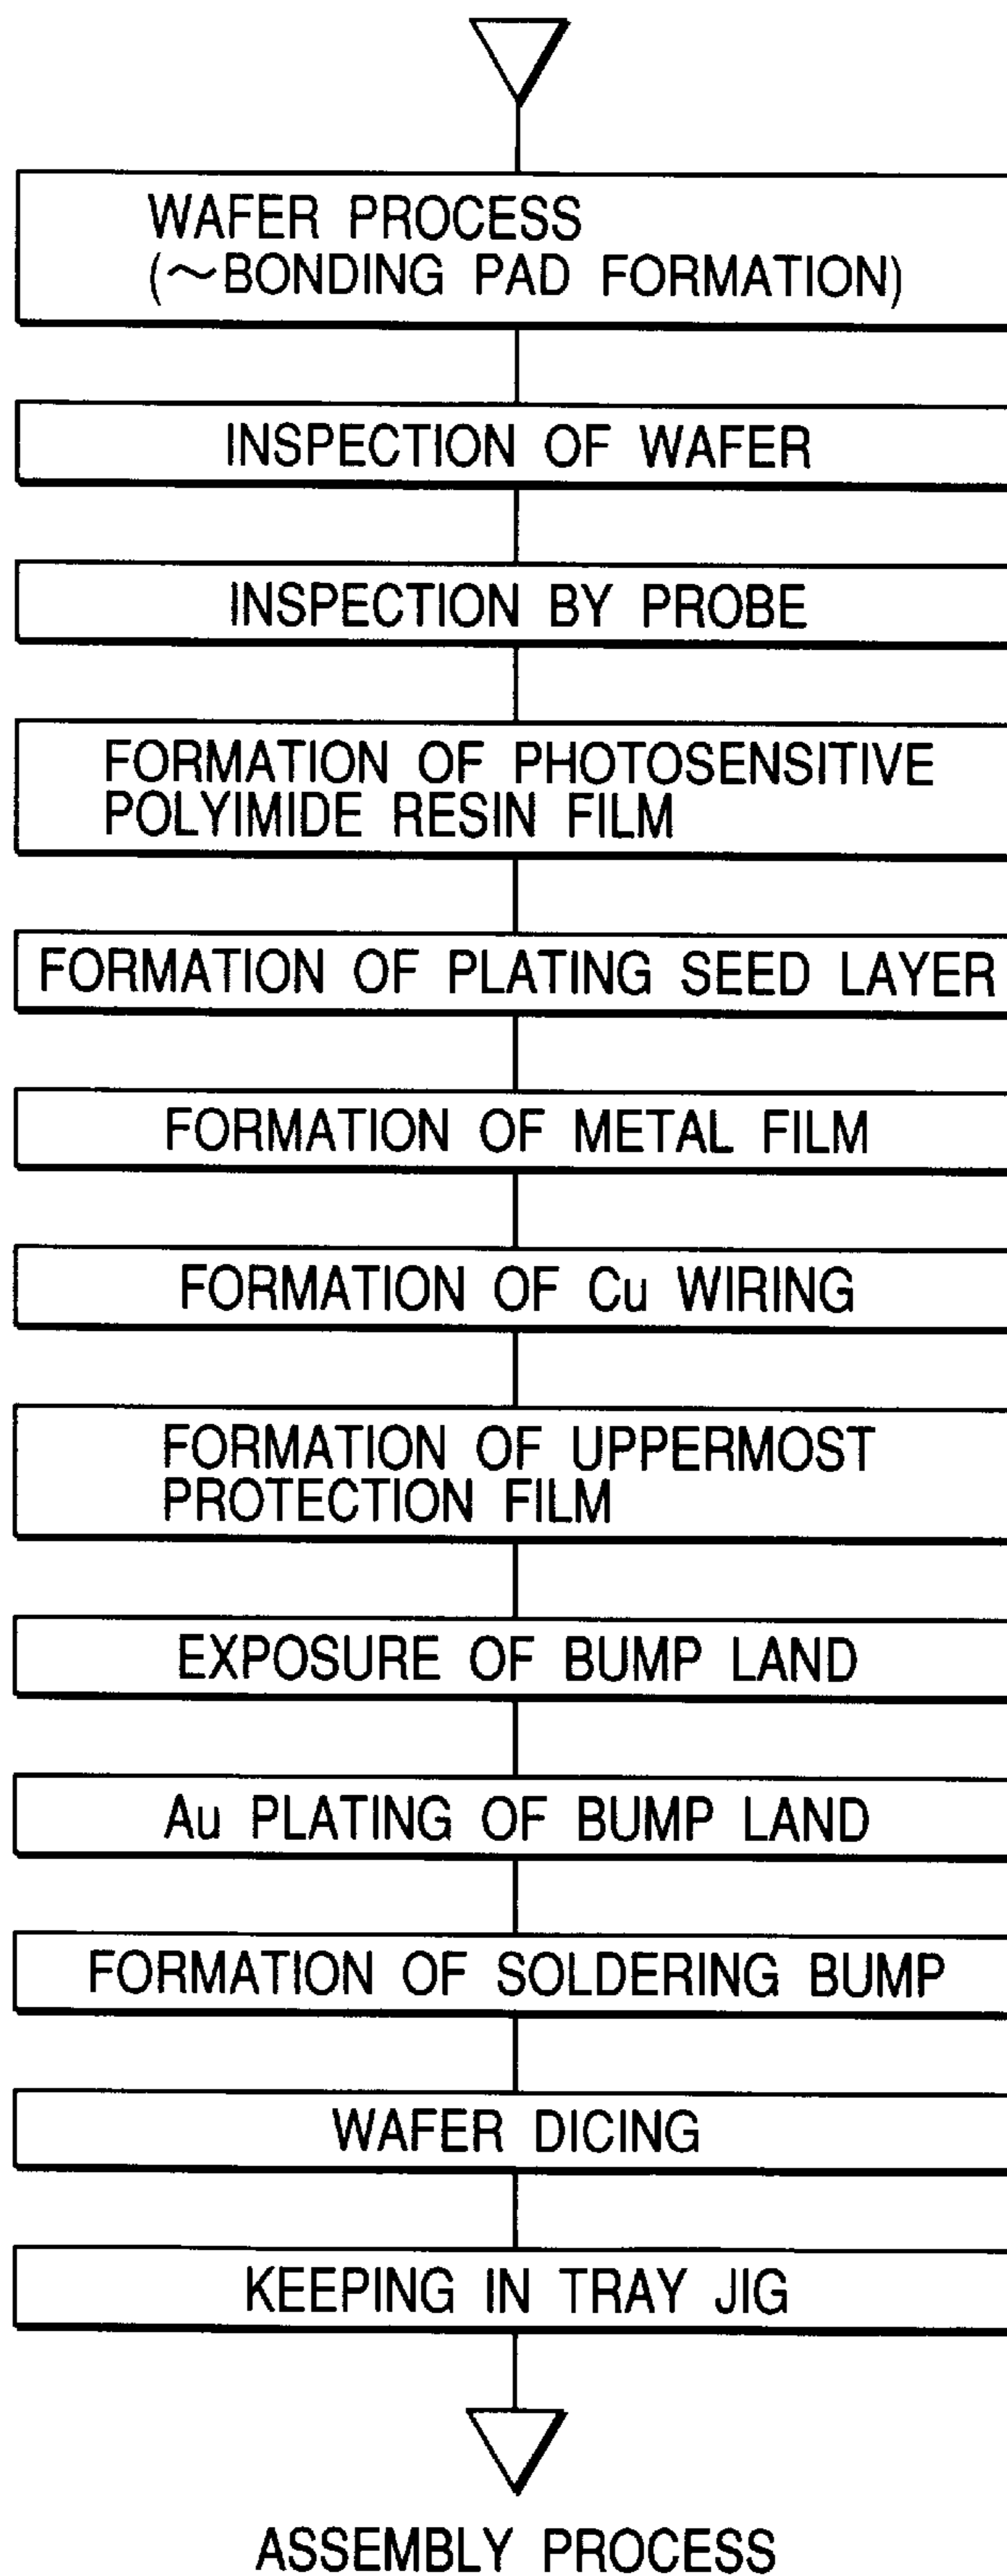 WAFER PROCESS
(～BONDING PAD FORMATION)
INSPECTION OF WAFER
INSPECTION BY PROBE
FORMATION OF PHOTOSENSITIVE
POLYIMIDE RESIN FILM
FORMATION OF PLATING SEED LAYER
FORMATION OF METAL FILM
FORMATION OF Cu WIRING
FORMATION OF UPPERMOST
PROTECTION FILM
EXPOSURE OF BUMP LAND
Au PLATING OF BUMP LAND
FORMATION OF SOLDERING BUMP
WAFER DICING
KEEPING IN TRAY JIG
ASSEMBLY PROCESS